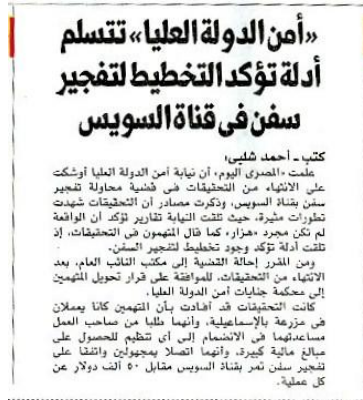 «أمن الدولة العليا» تتسلم
أدلة تؤكد التخطيط لتفجير
سفن فى قناة السويس
كتب - أحمد شلبى:
علمت «المصرى اليوم» أن نيابة أمن الدولة العليا أوشكت
على الانتهاء من التحقيقات فى قضية محاولة تفجير
سفن بقناة السويس، وذكرت مصادر أن التحقيقات شهدت
تطورات مثيرة، حيث تلقت النيابة تقارير تؤكد أن الواقعة
لم تكن مجرد «هزار» كما قال المتهمون فى التحقيقات، إذ
تلقت أدلة تؤكد وجود تخطيط لتفجير السفن.
ومن المقرر إحالة القضية إلى مكتب النائب العام، بعد
الانتهاء من التحقيقات، للموافقة على قرار تحويل المتهمين
إلى محكمة جنايات أمن الدولة العليا.
كانت التحقيقات قد أفادت بأن المتهمين كانا يعملان
فى مزرعة بالإسماعيلية، وأنهما طلبا من صاحب العمل
مساعدتهما فى الانضمام إلى أى تنظيم للحصول على
مبالغ مالية كبيرة، وأنهما اتصلا بمجهولين واتفقا على
تفجير سفن تمر بقناة السويس مقابل ٥٠ ألف دولار عن
كل عملية.